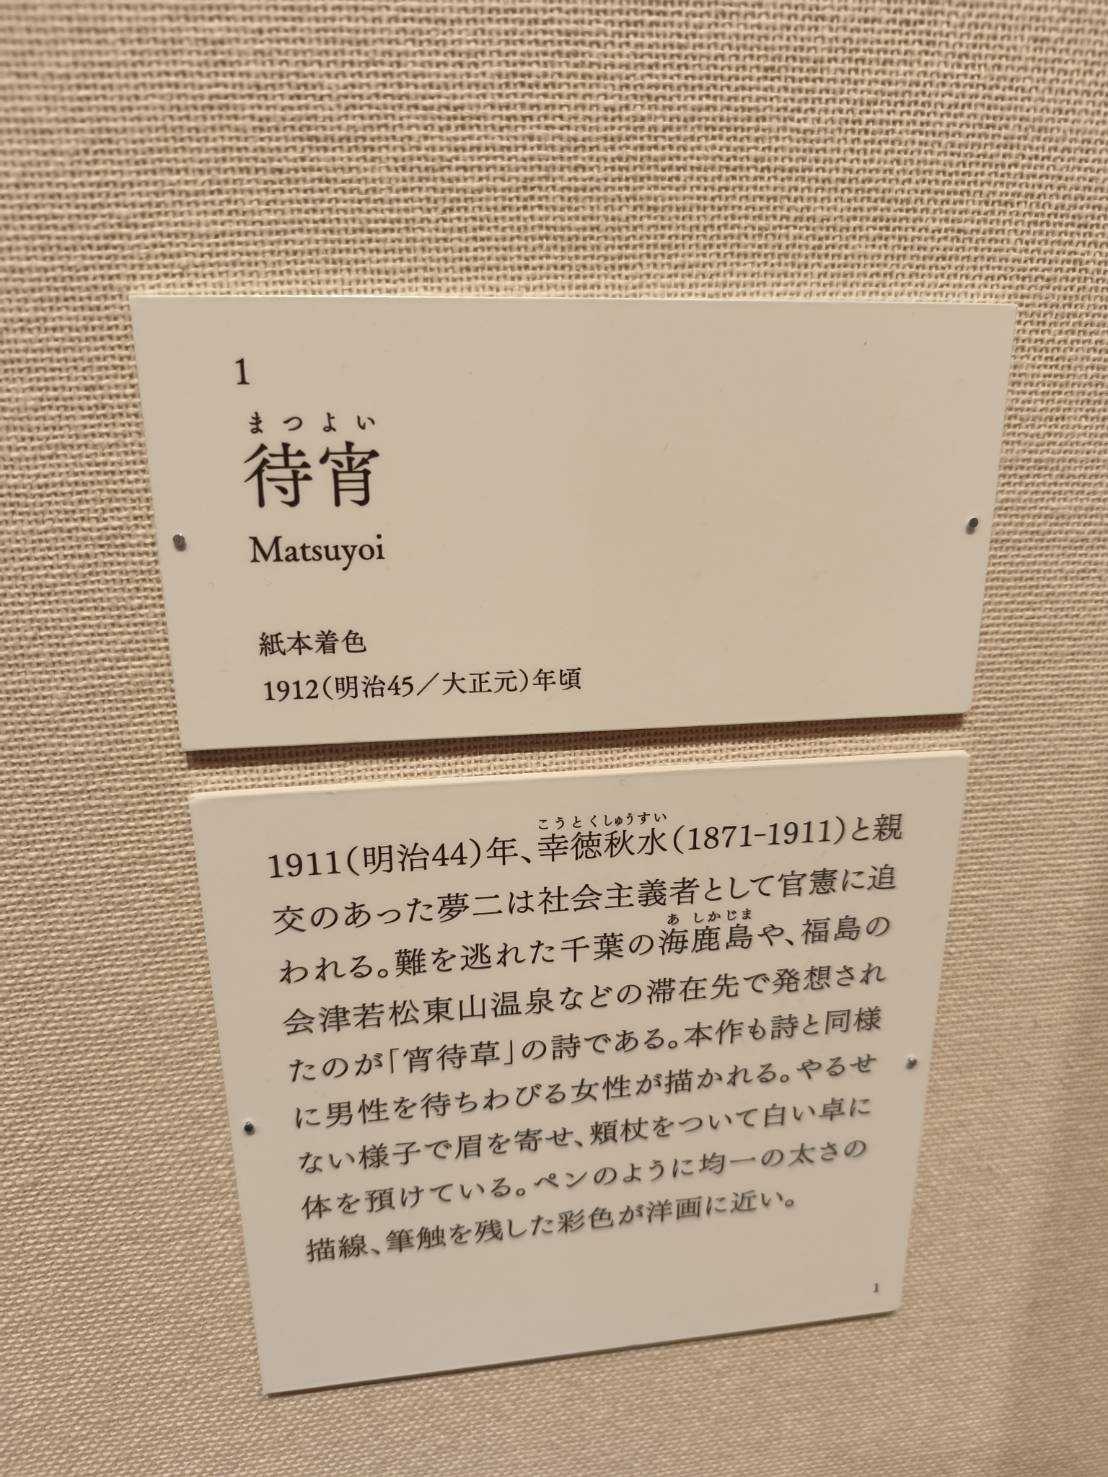 1
まつよい
待宵
Matsuyoi
紙本着色
1912(明治45／大正元)年頃
こうとくしゅうすい
1911(明治44)年、幸徳秋水(1871-1911)と親
交のあった夢二は社会主義者として官憲に追
あしかじま
われる。難を逃れた千葉の海鹿島や、福島の
会津若松東山温泉などの滞在先で発想され
たのが「宵待草」の詩である。本作も詩と同様
に男性を待ちわびる女性が描かれる。やるせ
ない様子で眉を寄せ、頬杖をついて白い卓に
体を預けている。ペンのように均一の太さの
描線、筆触を残した彩色が洋画に近い。
1